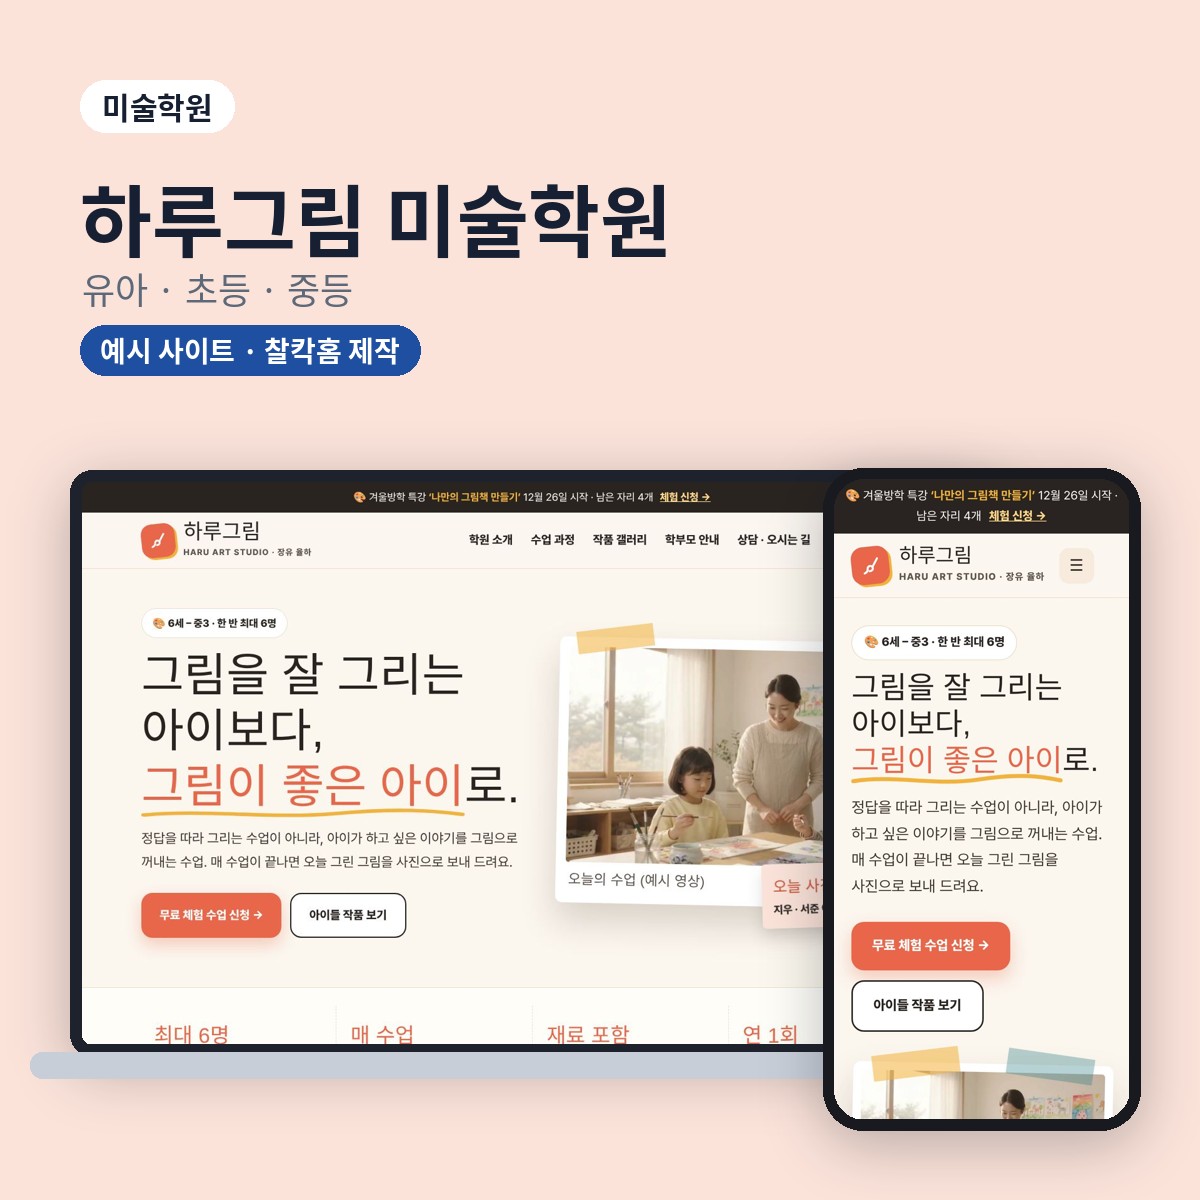 미술학원
하루그림 미술학원
유아 · 초등 · 중등
예시 사이트 · 찰칵홈 제작
🎨 겨울방학 특강 '나만의 그림책 만들기' 12월 26일 시작 · 남은 자리 4개 체험 신청 →
하루그림
HARU ART STUDIO · 장유 율하
학원 소개 수업 과정 작품 갤러리 학부모 안내 상담 · 오시는 길
🎨 6세 – 중3 · 한 반 최대 6명
그림을 잘 그리는
아이보다,
그림이 좋은 아이로.
정답을 따라 그리는 수업이 아니라, 아이가 하고 싶은 이야기를 그림으로
꺼내는 수업. 매 수업이 끝나면 오늘 그린 그림을 사진으로 보내 드려요.
무료 체험 수업 신청 → 아이들 작품 보기
오늘의 수업 (예시 영상)
오늘
지우 · 서준
최대 6명 매 수업 재료 포함 연 1회
🎨 겨울방학 특강 '나만의 그림책 만들기' 12월 26일 시작 ·
남은 자리 4개 체험 신청 →
하루그림
HARU ART STUDIO · 장유 율하
🎨 6세 – 중3 · 한 반 최대 6명
그림을 잘 그리는
아이보다,
그림이 좋은 아이로.
정답을 따라 그리는 수업이 아니라, 아이가
하고 싶은 이야기를 그림으로 꺼내는 수업.
매 수업이 끝나면 오늘 그린 그림을
사진으로 보내 드려요.
무료 체험 수업 신청 →
아이들 작품 보기